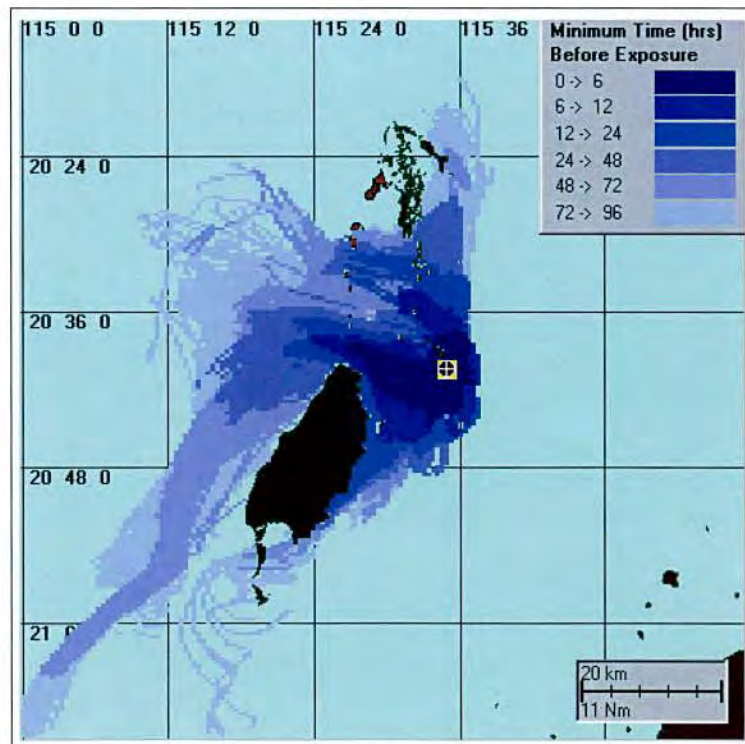 115 0 0
115 12 0
115 24 0
115 36
Minimum Time (hrs)
Before Exposure
0 -> 6
6 -> 12
12 -> 24
24 -> 48
48 -> 72
72 -> 96
20 24 0
20 36 0
20 48 0
21 0
20 km
11 Nm